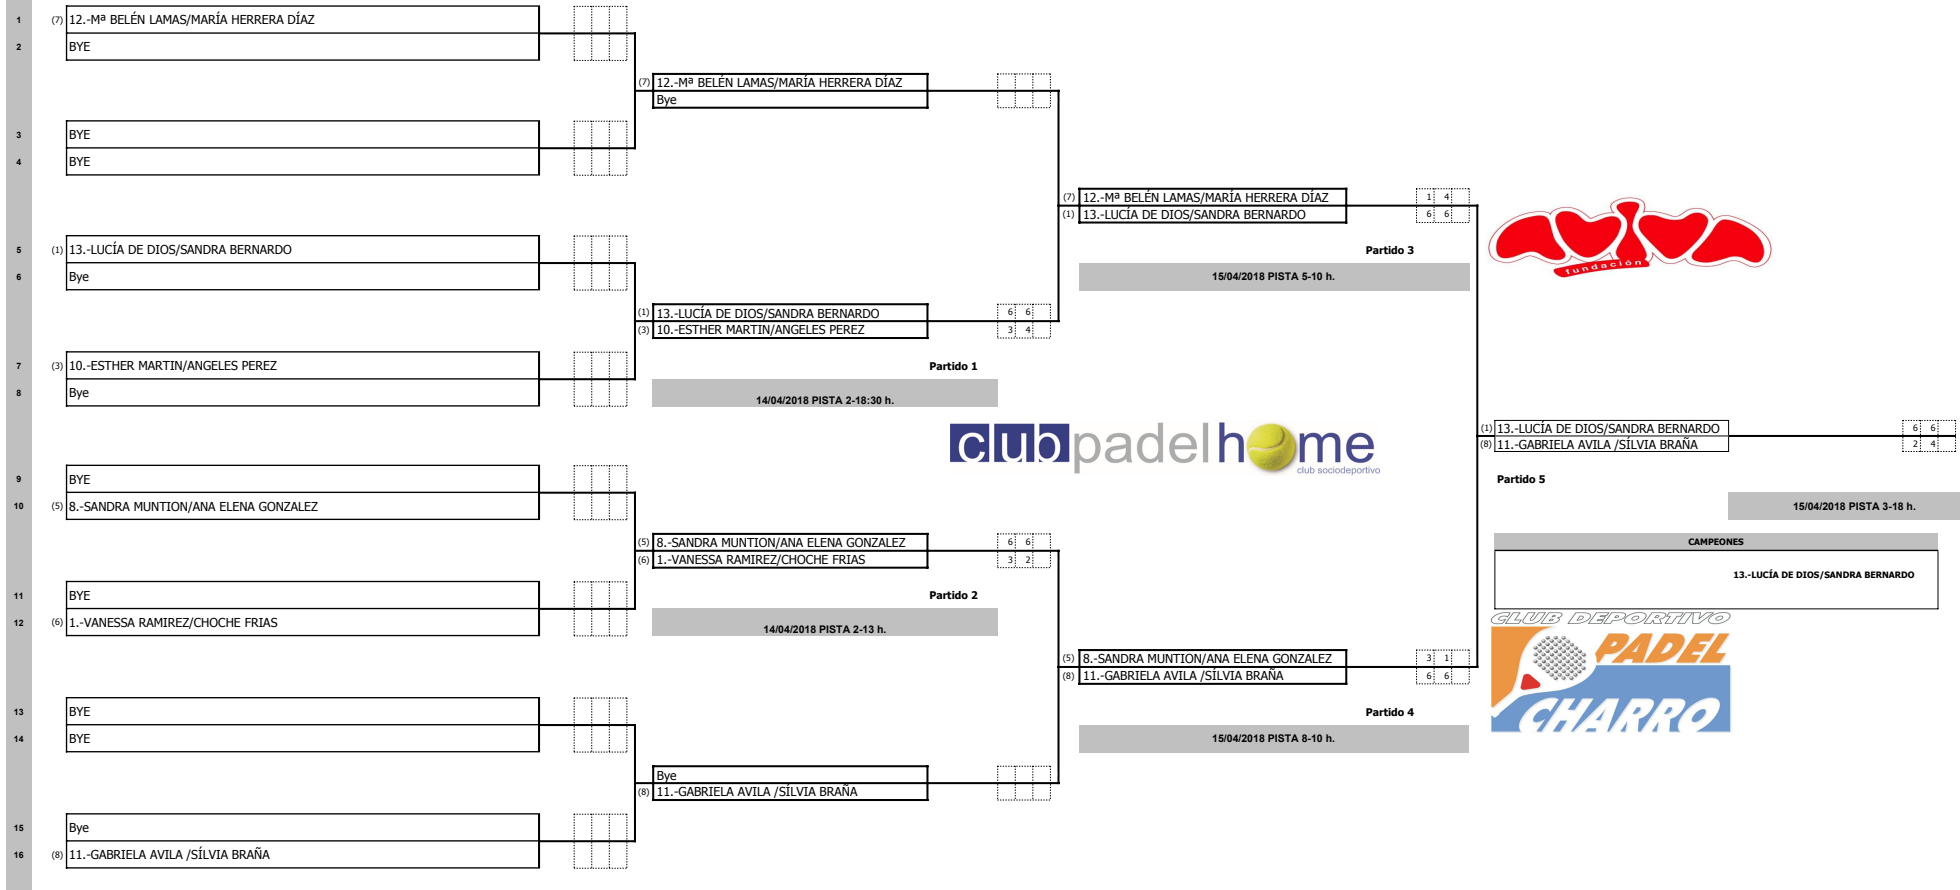 1 (7) 12.-Mª BELÉN LAMAS/MARÍA HERRERA DÍAZ
2 BYE
(7) 12.-Mª BELÉN LAMAS/MARÍA HERRERA DÍAZ
Bye
3 BYE
4 BYE
(7) 12.-Mª BELÉN LAMAS/MARÍA HERRERA DÍAZ 1 4
(1) 13.-LUCÍA DE DIOS/SANDRA BERNARDO 6 6
Partido 3
15/04/2018 PISTA 5-10 h.
fundación
5 (1) 13.-LUCÍA DE DIOS/SANDRA BERNARDO
6 Bye
(1) 13.-LUCÍA DE DIOS/SANDRA BERNARDO 6 6
(3) 10.-ESTHER MARTIN/ANGELES PEREZ 3 4
Partido 1
14/04/2018 PISTA 2-18:30 h.
7 (3) 10.-ESTHER MARTIN/ANGELES PEREZ
8 Bye
clubpadelhome
club sociodeportivo
(1) 13.-LUCÍA DE DIOS/SANDRA BERNARDO 6 6
(8) 11.-GABRIELA AVILA /SÍLVIA BRAÑA 2 4
Partido 5
15/04/2018 PISTA 3-18 h.
9 BYE
10 (5) 8.-SANDRA MUNTION/ANA ELENA GONZALEZ
(5) 8.-SANDRA MUNTION/ANA ELENA GONZALEZ 6 6
(6) 1.-VANESSA RAMIREZ/CHOCHE FRIAS 3 2
Partido 2
14/04/2018 PISTA 2-13 h.
CAMPEONES
13.-LUCÍA DE DIOS/SANDRA BERNARDO
11 BYE
12 (6) 1.-VANESSA RAMIREZ/CHOCHE FRIAS
CLUB DEPORTIVO
PADEL
CHARRO
(5) 8.-SANDRA MUNTION/ANA ELENA GONZALEZ 3 1
(8) 11.-GABRIELA AVILA /SÍLVIA BRAÑA 6 6
Partido 4
15/04/2018 PISTA 8-10 h.
13 BYE
14 BYE
Bye
(8) 11.-GABRIELA AVILA /SÍLVIA BRAÑA
15 Bye
16 (8) 11.-GABRIELA AVILA /SÍLVIA BRAÑA